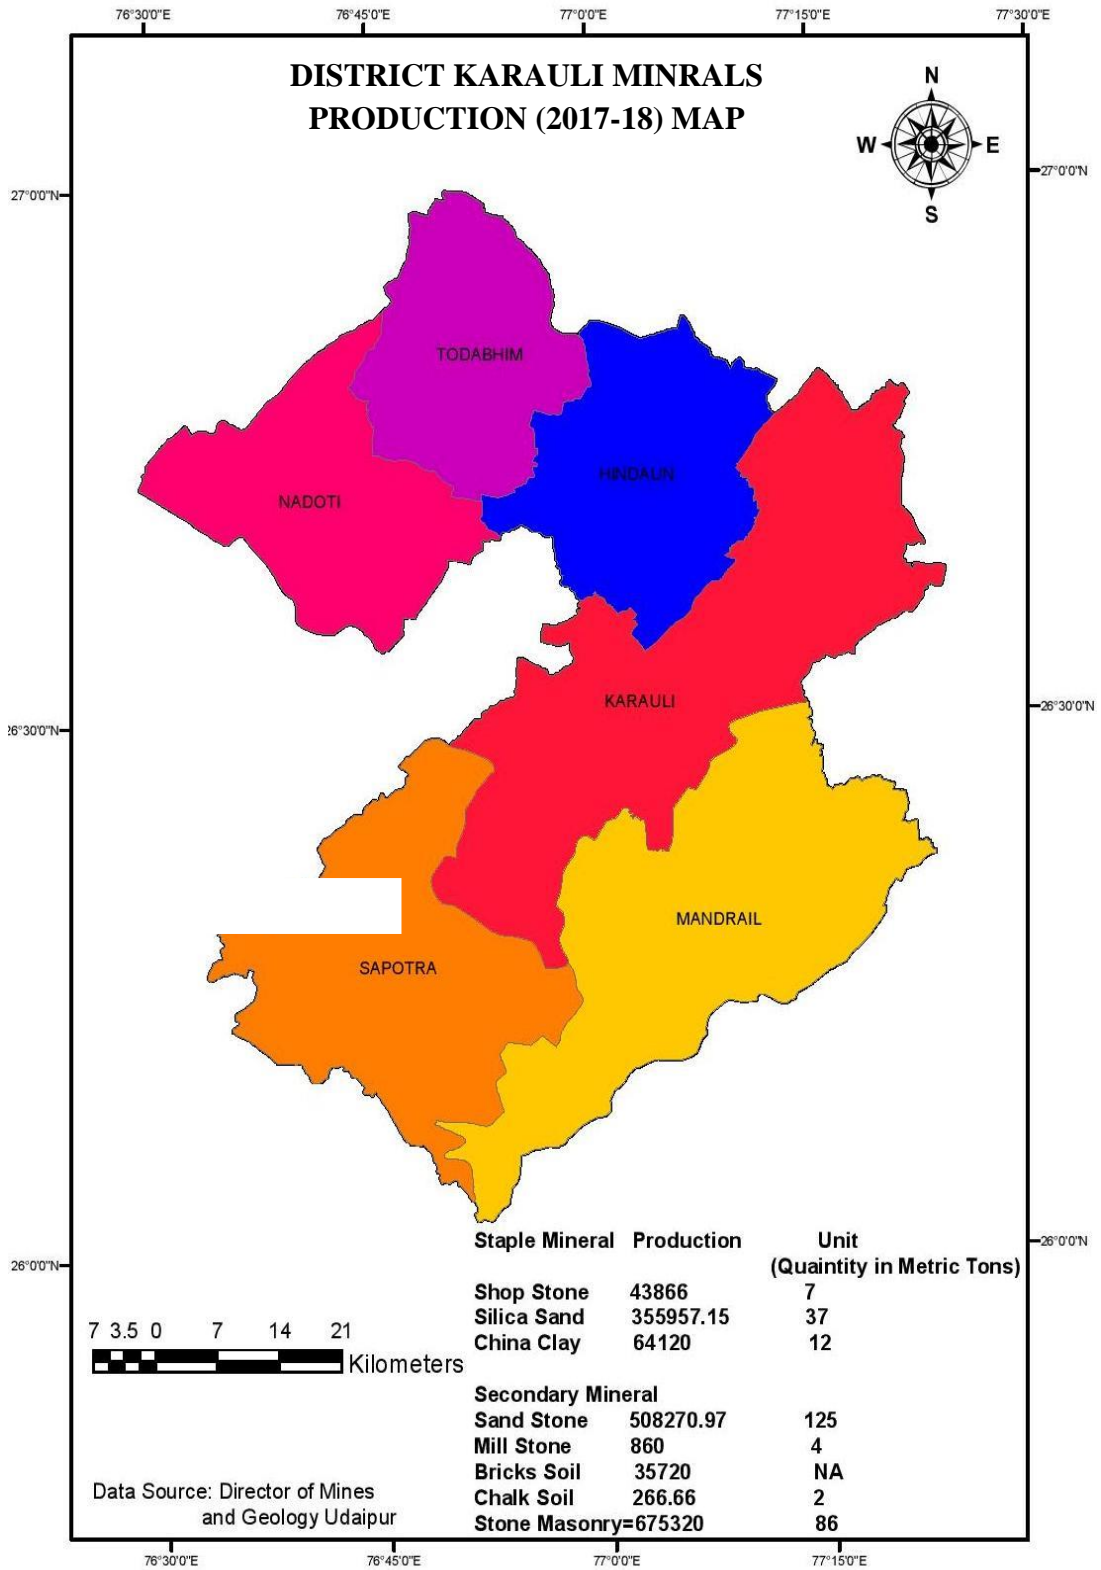 76°30'0"E 76°45'0"E 77°0'0"E 77°15'0"E 77°30'0"E
DISTRICT KARAULI MINRALS
PRODUCTION (2017-18) MAP
N
W E
S
27°0'0"N
27°0'0"N
TODABHIM
HINDAUN
NADOTI
KARAULI
26°30'0"N
26°30'0"N
MANDRAIL
SAPOTRA
Staple Mineral Production Unit
(Quaintity in Metric Tons)
26°0'0"N
26°0'0"N
Shop Stone 43866 7
Silica Sand 355957.15 37
China Clay 64120 12
7 3.5 0 7 14 21
Kilometers
Secondary Mineral
Sand Stone 508270.97 125
Mill Stone 860 4
Bricks Soil 35720 NA
Chalk Soil 266.66 2
Stone Masonry=675320 86
Data Source: Director of Mines
and Geology Udaipur
76°30'0"E 76°45'0"E 77°0'0"E 77°15'0"E